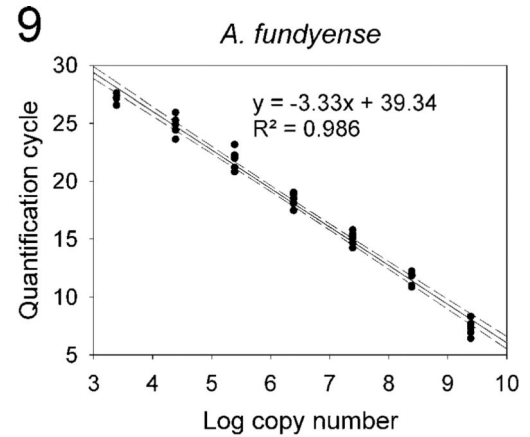 9
A. fundyense
y = -3.33x + 39.34
R² = 0.986
Quantification cycle
30
25
20
15
10
5
3 4 5 6 7 8 9 10
Log copy number